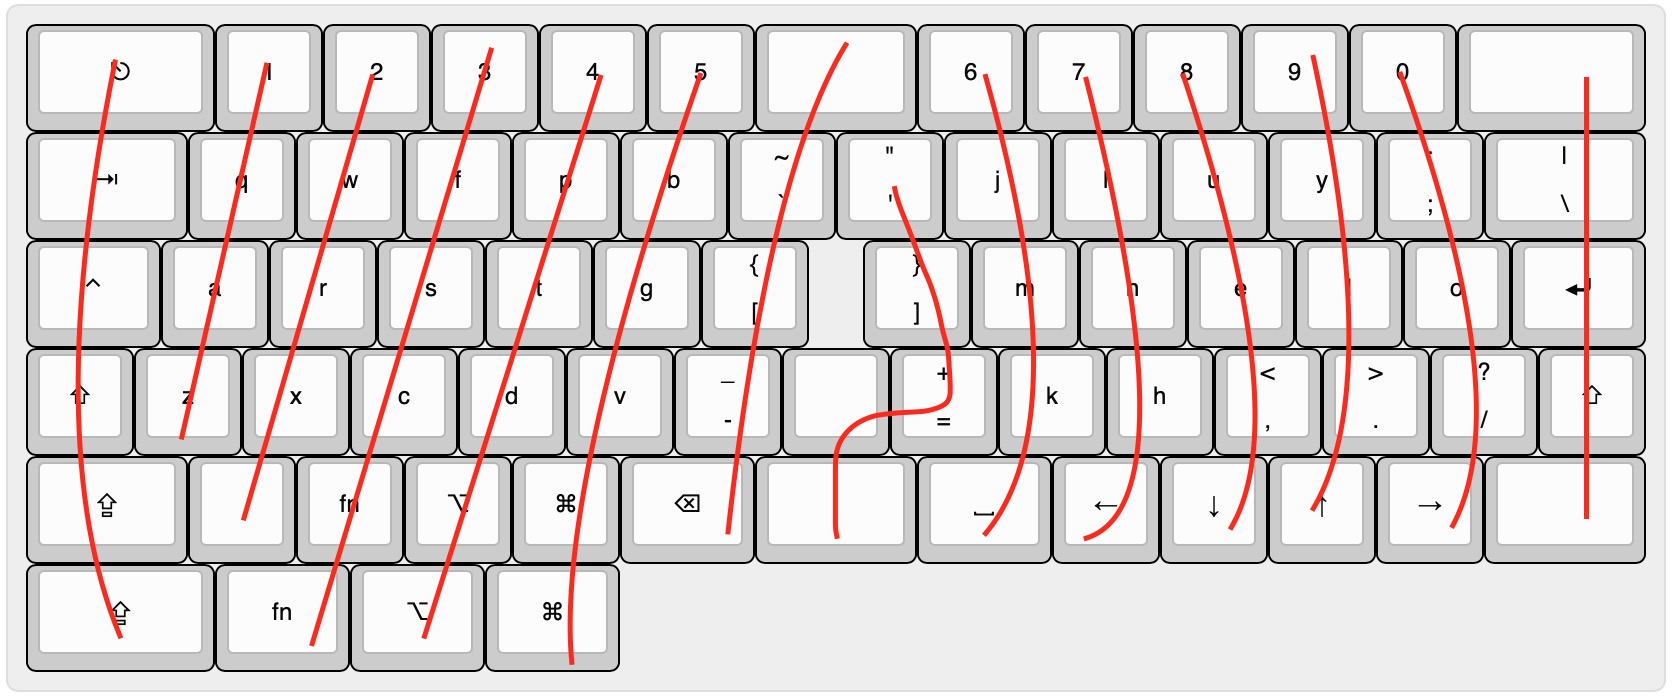 1 2 3 4 5 6 7 8 9 0
⇥ q w f p b ~ " j l u y : |
` ' ; \
^ a r s t g { } m n e i o ↵
[ ]
⇧ z x c d v _ + k h < > ? ⇧
- = , . /
⇪ fn ⌥ ⌘ ⌫ ⎵ ← ↓ ↑ →
⇪ fn ⌥ ⌘